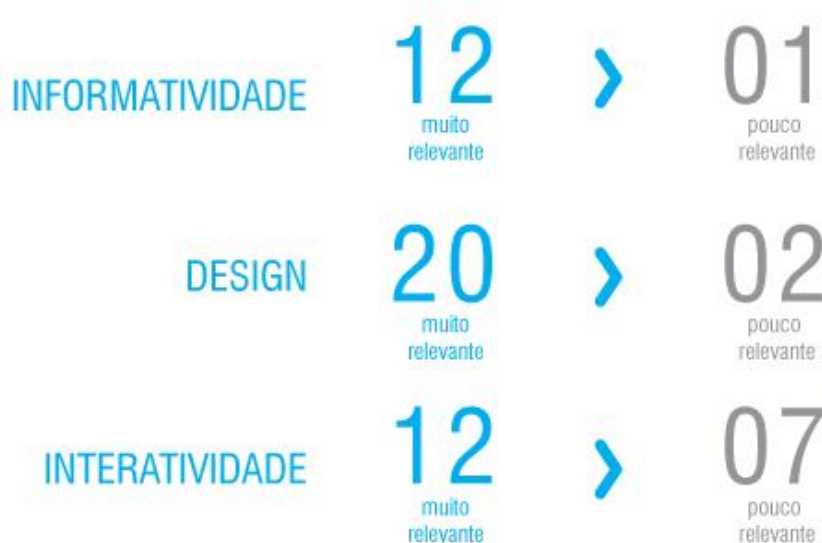 INFORMATIVIDADE 12 > 01
muito pouco
relevante relevante
DESIGN 20 > 02
muito pouco
relevante relevante
INTERATIVIDADE 12 > 07
muito pouco
relevante relevante